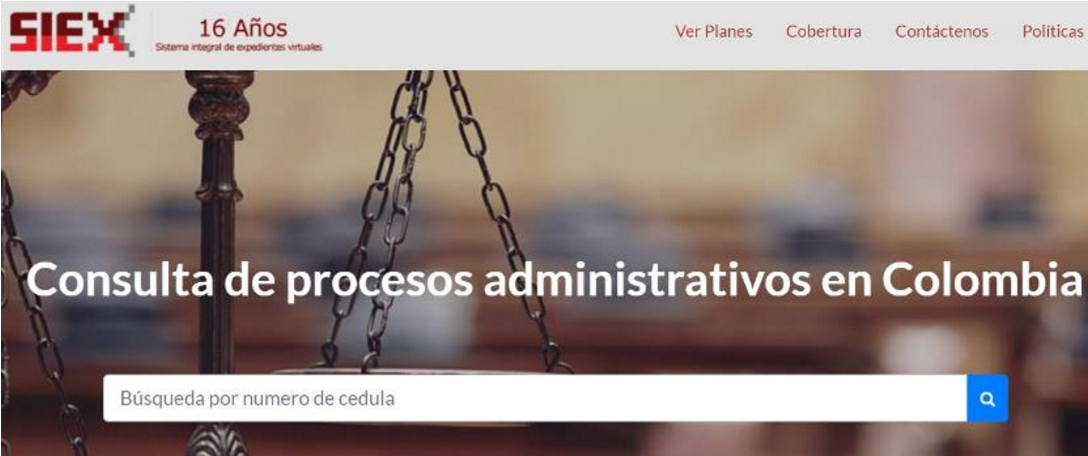 SIEX
16 Años
Sistema integral de expedientes virtuales
Ver Planes
Cobertura
Contáctenos
Políticas
Consulta de procesos administrativos en Colombia
Búsqueda por numero de cedula